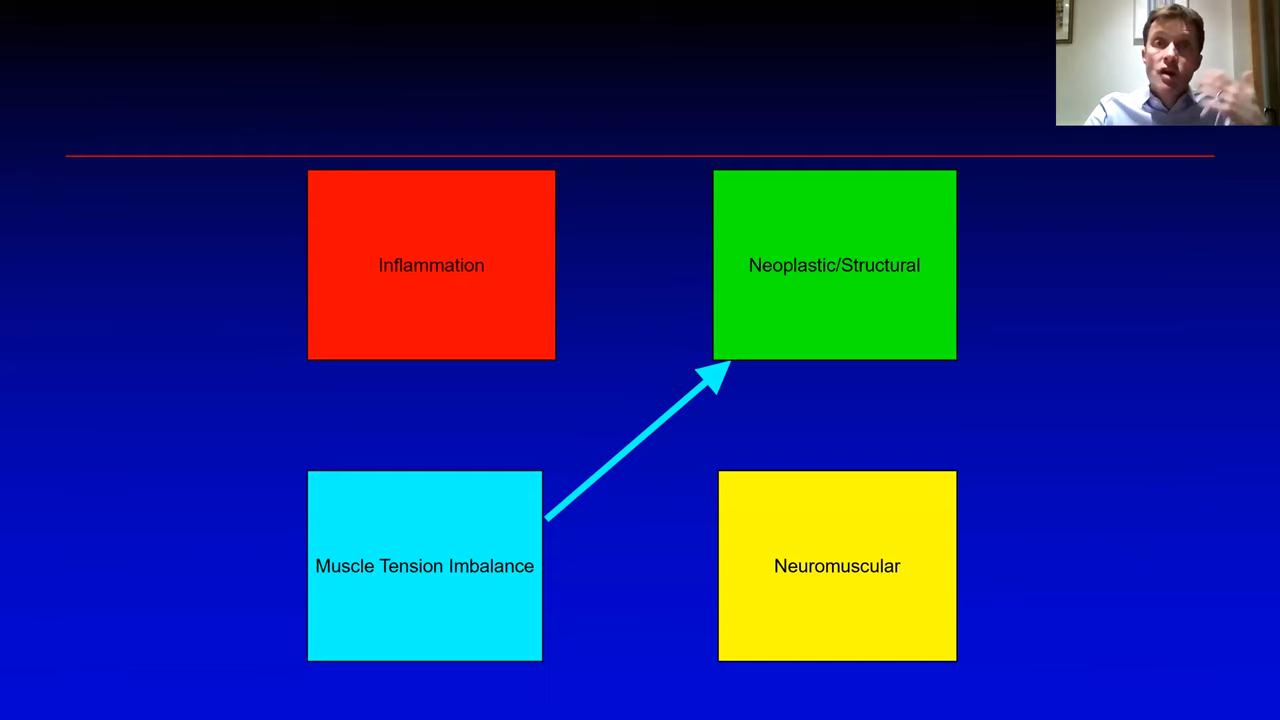 Inflammation
Neoplastic/Structural
Muscle Tension Imbalance
Neuromuscular